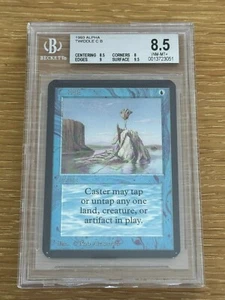 B
BECKETT
1993 ALPHA
TWIDDLE C B
CENTERING 9.5 CORNERS 9
EDGES 9 SURFACE 8.5
8.5
NM-MT+
0013723051
Caster may tap
or untap any one
land, creature, or
artifact in play.